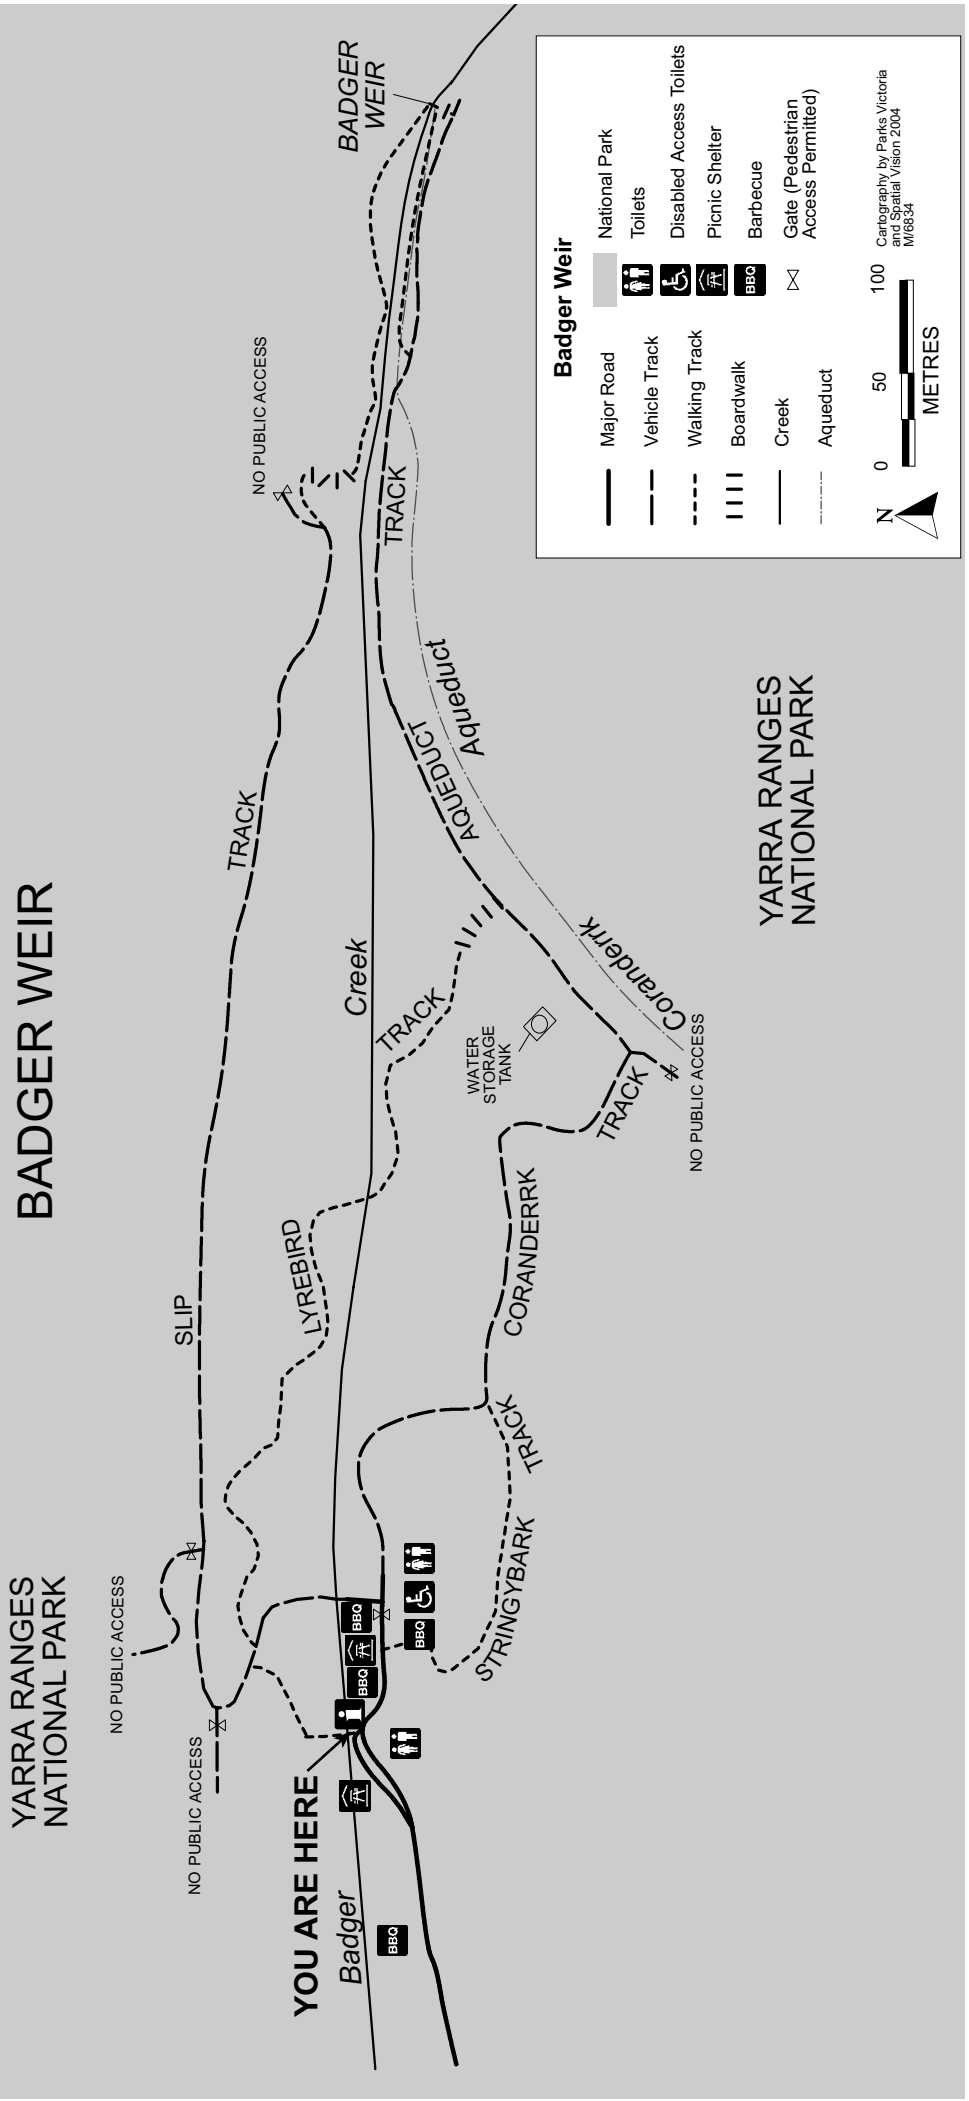 BADGER WEIR
YARRA RANGES
NATIONAL PARK
NO PUBLIC ACCESS
NO PUBLIC ACCESS
SLIP
TRACK
NO PUBLIC ACCESS
BADGER
WEIR
YOU ARE HERE
Badger
Creek
LYREBIRD
TRACK
TRACK
AQUEDUCT
Aqueduct
Coranderrk
WATER
STORAGE
TANK
BBQ
BBQ
BBQ
BBQ
STRINGYBARK
TRACK
CORANDERRK
TRACK
NO PUBLIC ACCESS
YARRA RANGES
NATIONAL PARK
Badger Weir
Major Road
Vehicle Track
Walking Track
Boardwalk
Creek
Aqueduct
National Park
Toilets
Disabled Access Toilets
Picnic Shelter
BBQ
Barbecue
Gate (Pedestrian
Access Permitted)
N
0 50 100
METRES
Cartography by Parks Victoria
and Spatial Vision 2004
M/6834